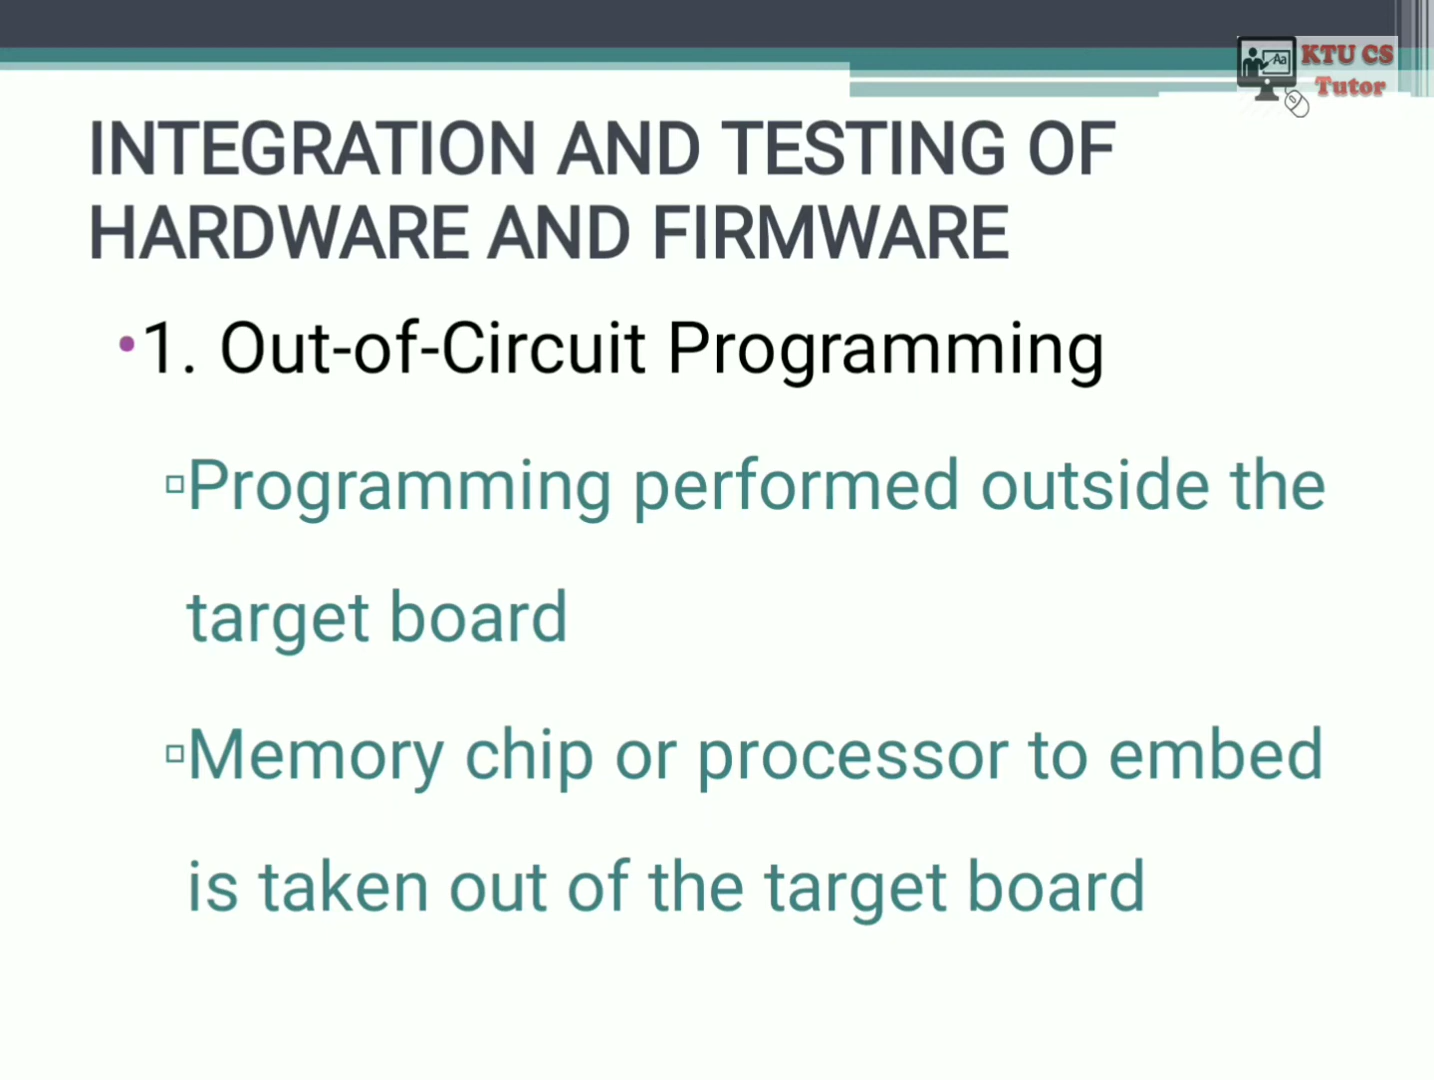 KTU CS
Aa
Tutor
INTEGRATION AND TESTING OF
HARDWARE AND FIRMWARE
•1. Out-of-Circuit Programming
▫Programming performed outside the
target board
▫Memory chip or processor to embed
is taken out of the target board